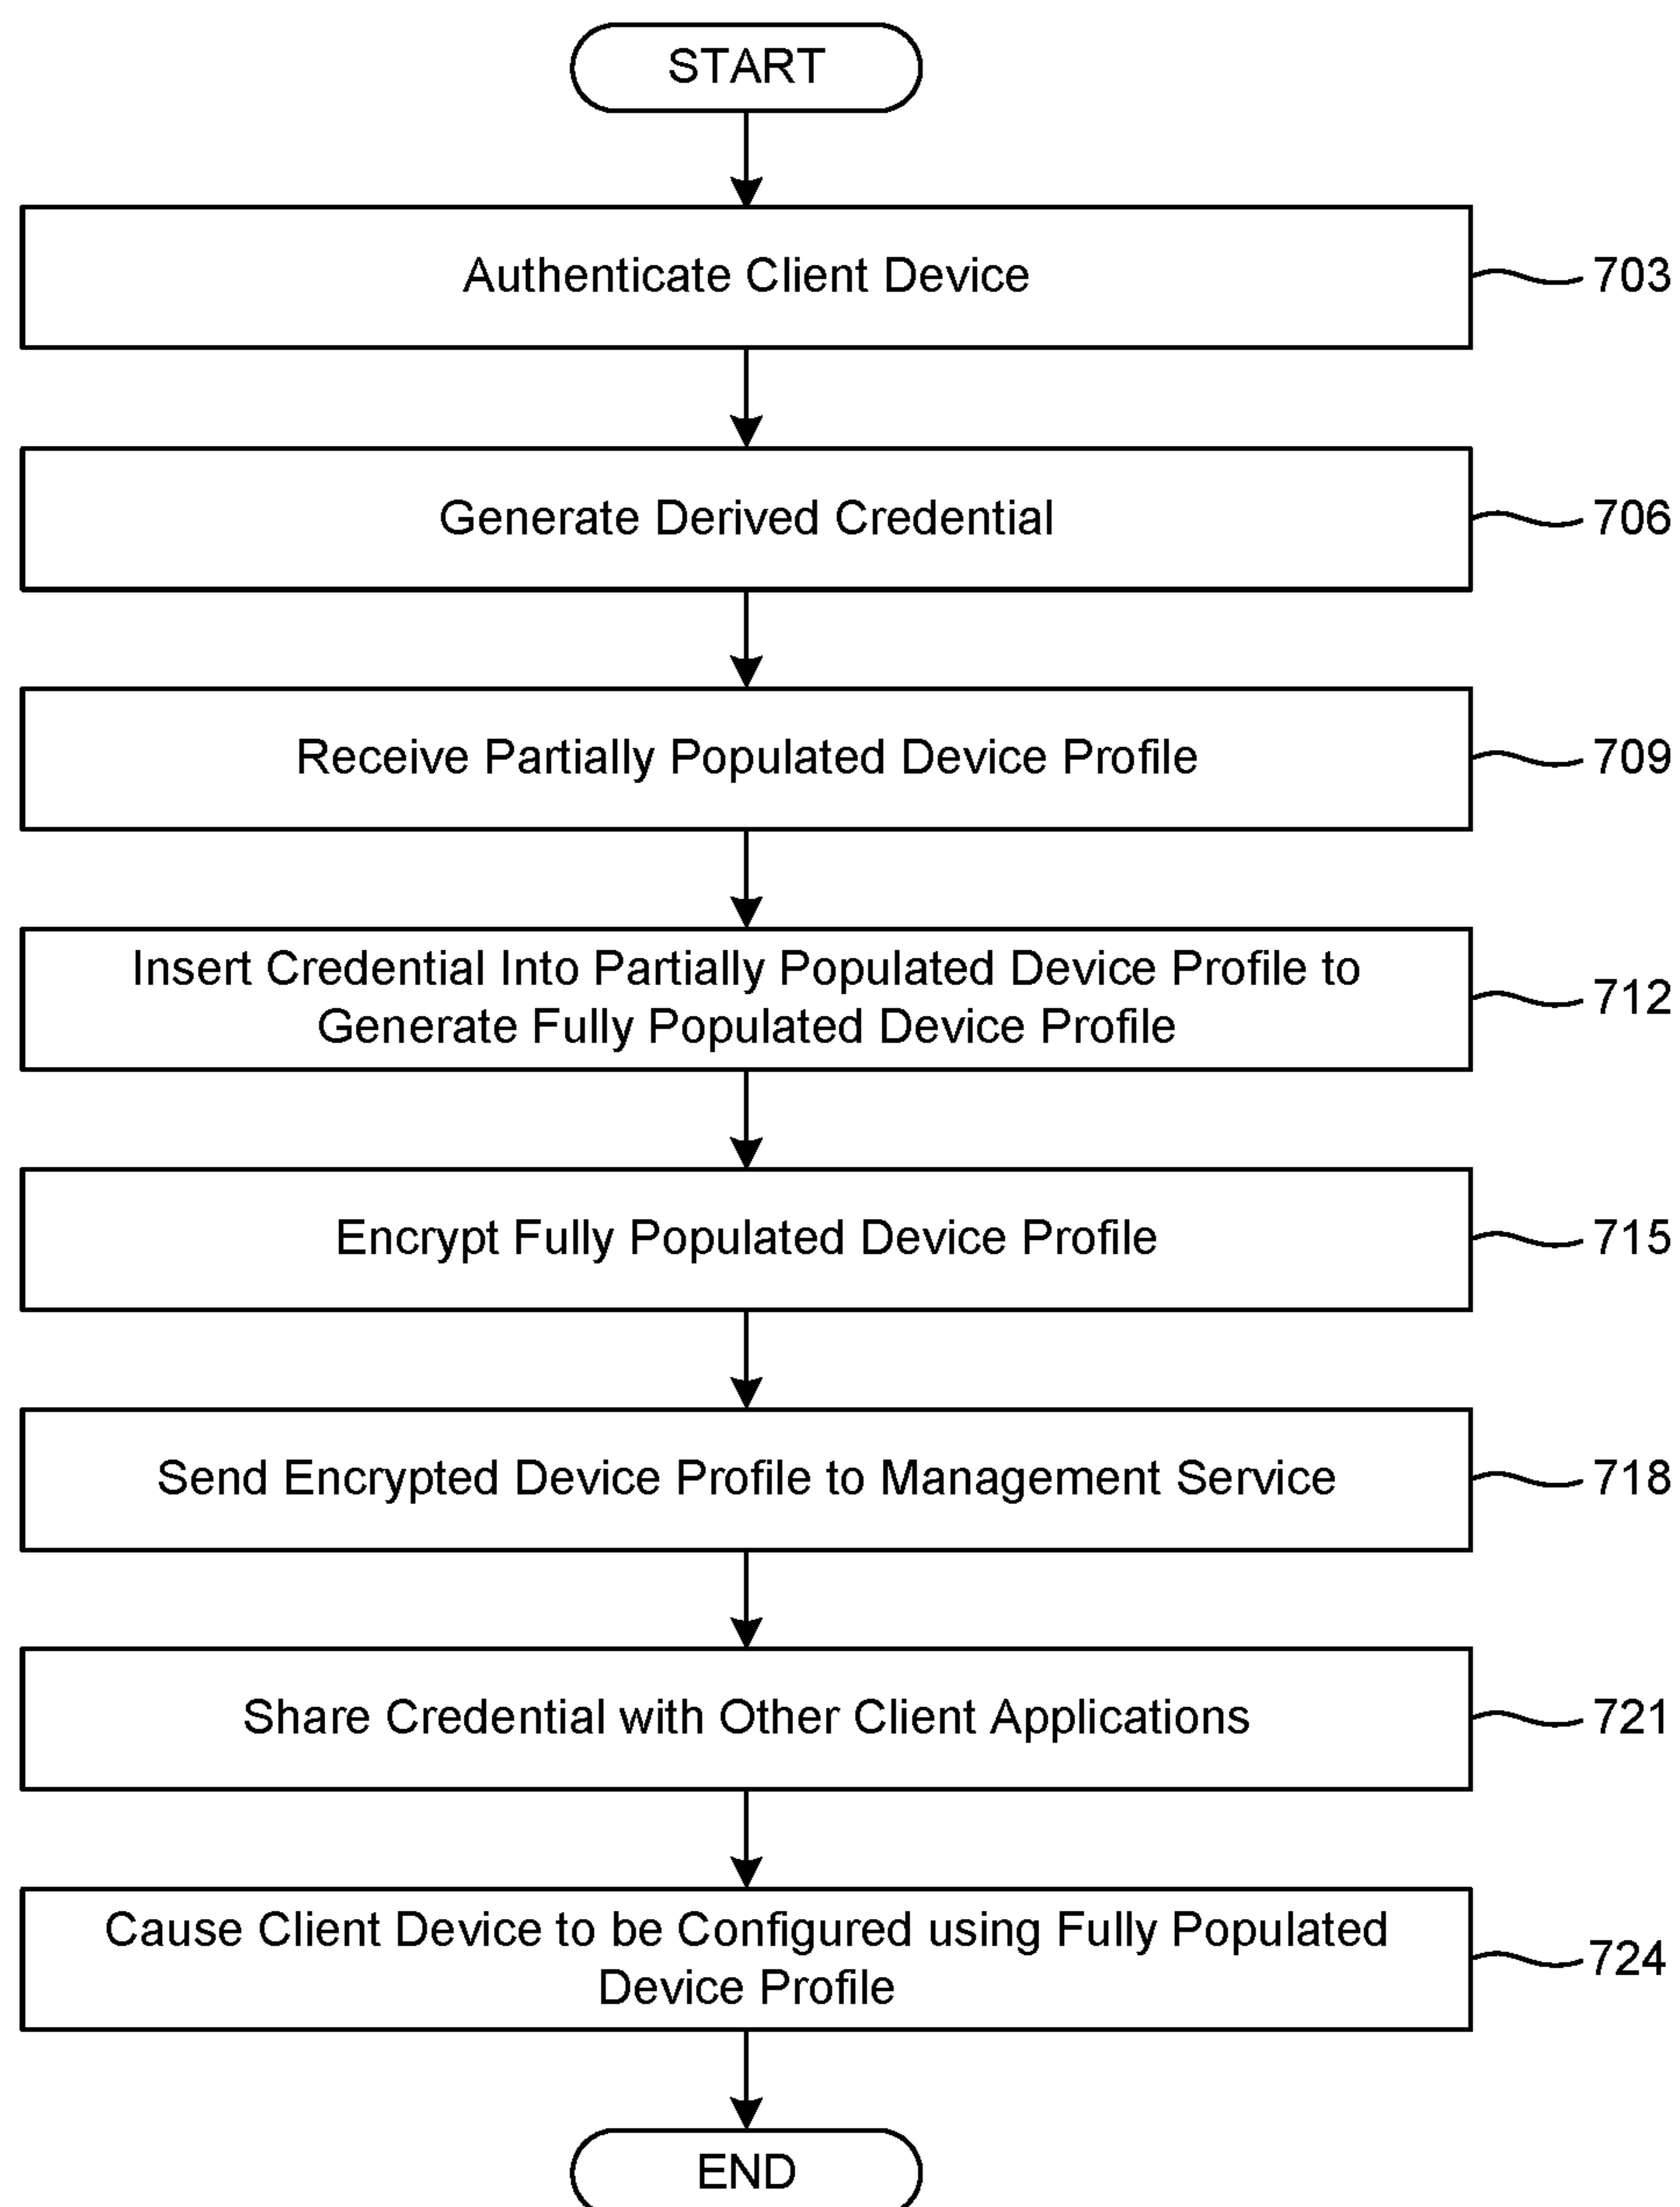 START
Authenticate Client Device
703
Generate Derived Credential
706
Receive Partially Populated Device Profile
709
Insert Credential Into Partially Populated Device Profile to
Generate Fully Populated Device Profile
712
Encrypt Fully Populated Device Profile
715
Send Encrypted Device Profile to Management Service
718
Share Credential with Other Client Applications
721
Cause Client Device to be Configured using Fully Populated
Device Profile
724
END